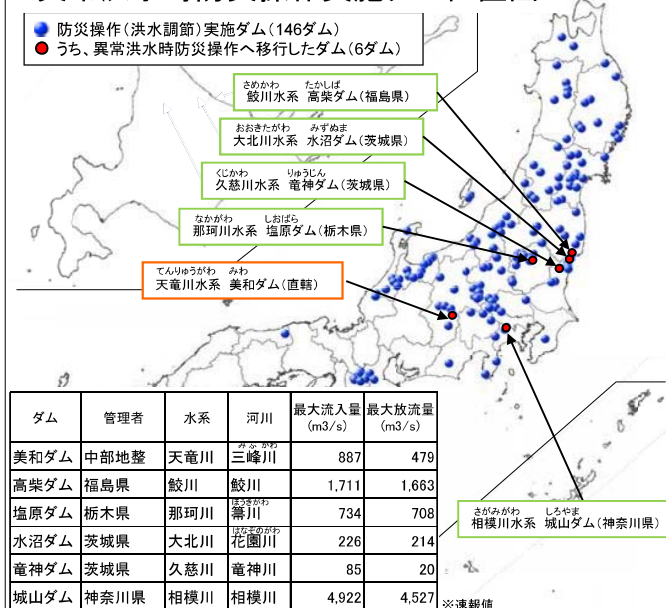 防災操作(洪水調節)実施ダム(146ダム)
うち、異常洪水時防災操作へ移行したダム(6ダム)
さめかわ たかしば
鮫川水系 高柴ダム(福島県)
おおきたがわ みずぬま
大北川水系 水沼ダム(茨城県)
くじかわ りゅうじん
久慈川水系 竜神ダム(茨城県)
なかがわ しおばら
那珂川水系 塩原ダム(栃木県)
てんりゅうがわ みわ
天竜川水系 美和ダム(直轄)
さがみがわ しろやま
相模川水系 城山ダム(神奈川県)
ダム 管理者 水系 河川 最大流入量(m3/s) 最大放流量(m3/s)
みぶがわ
美和ダム 中部地整 天竜川 三峰川 887 479
高柴ダム 福島県 鮫川 鮫川 1,711 1,663
ほうきがわ
塩原ダム 栃木県 那珂川 箒川 734 708
はなぞのがわ
水沼ダム 茨城県 大北川 花園川 226 214
竜神ダム 茨城県 久慈川 竜神川 85 20
城山ダム 神奈川県 相模川 相模川 4,922 4,527
※速報値